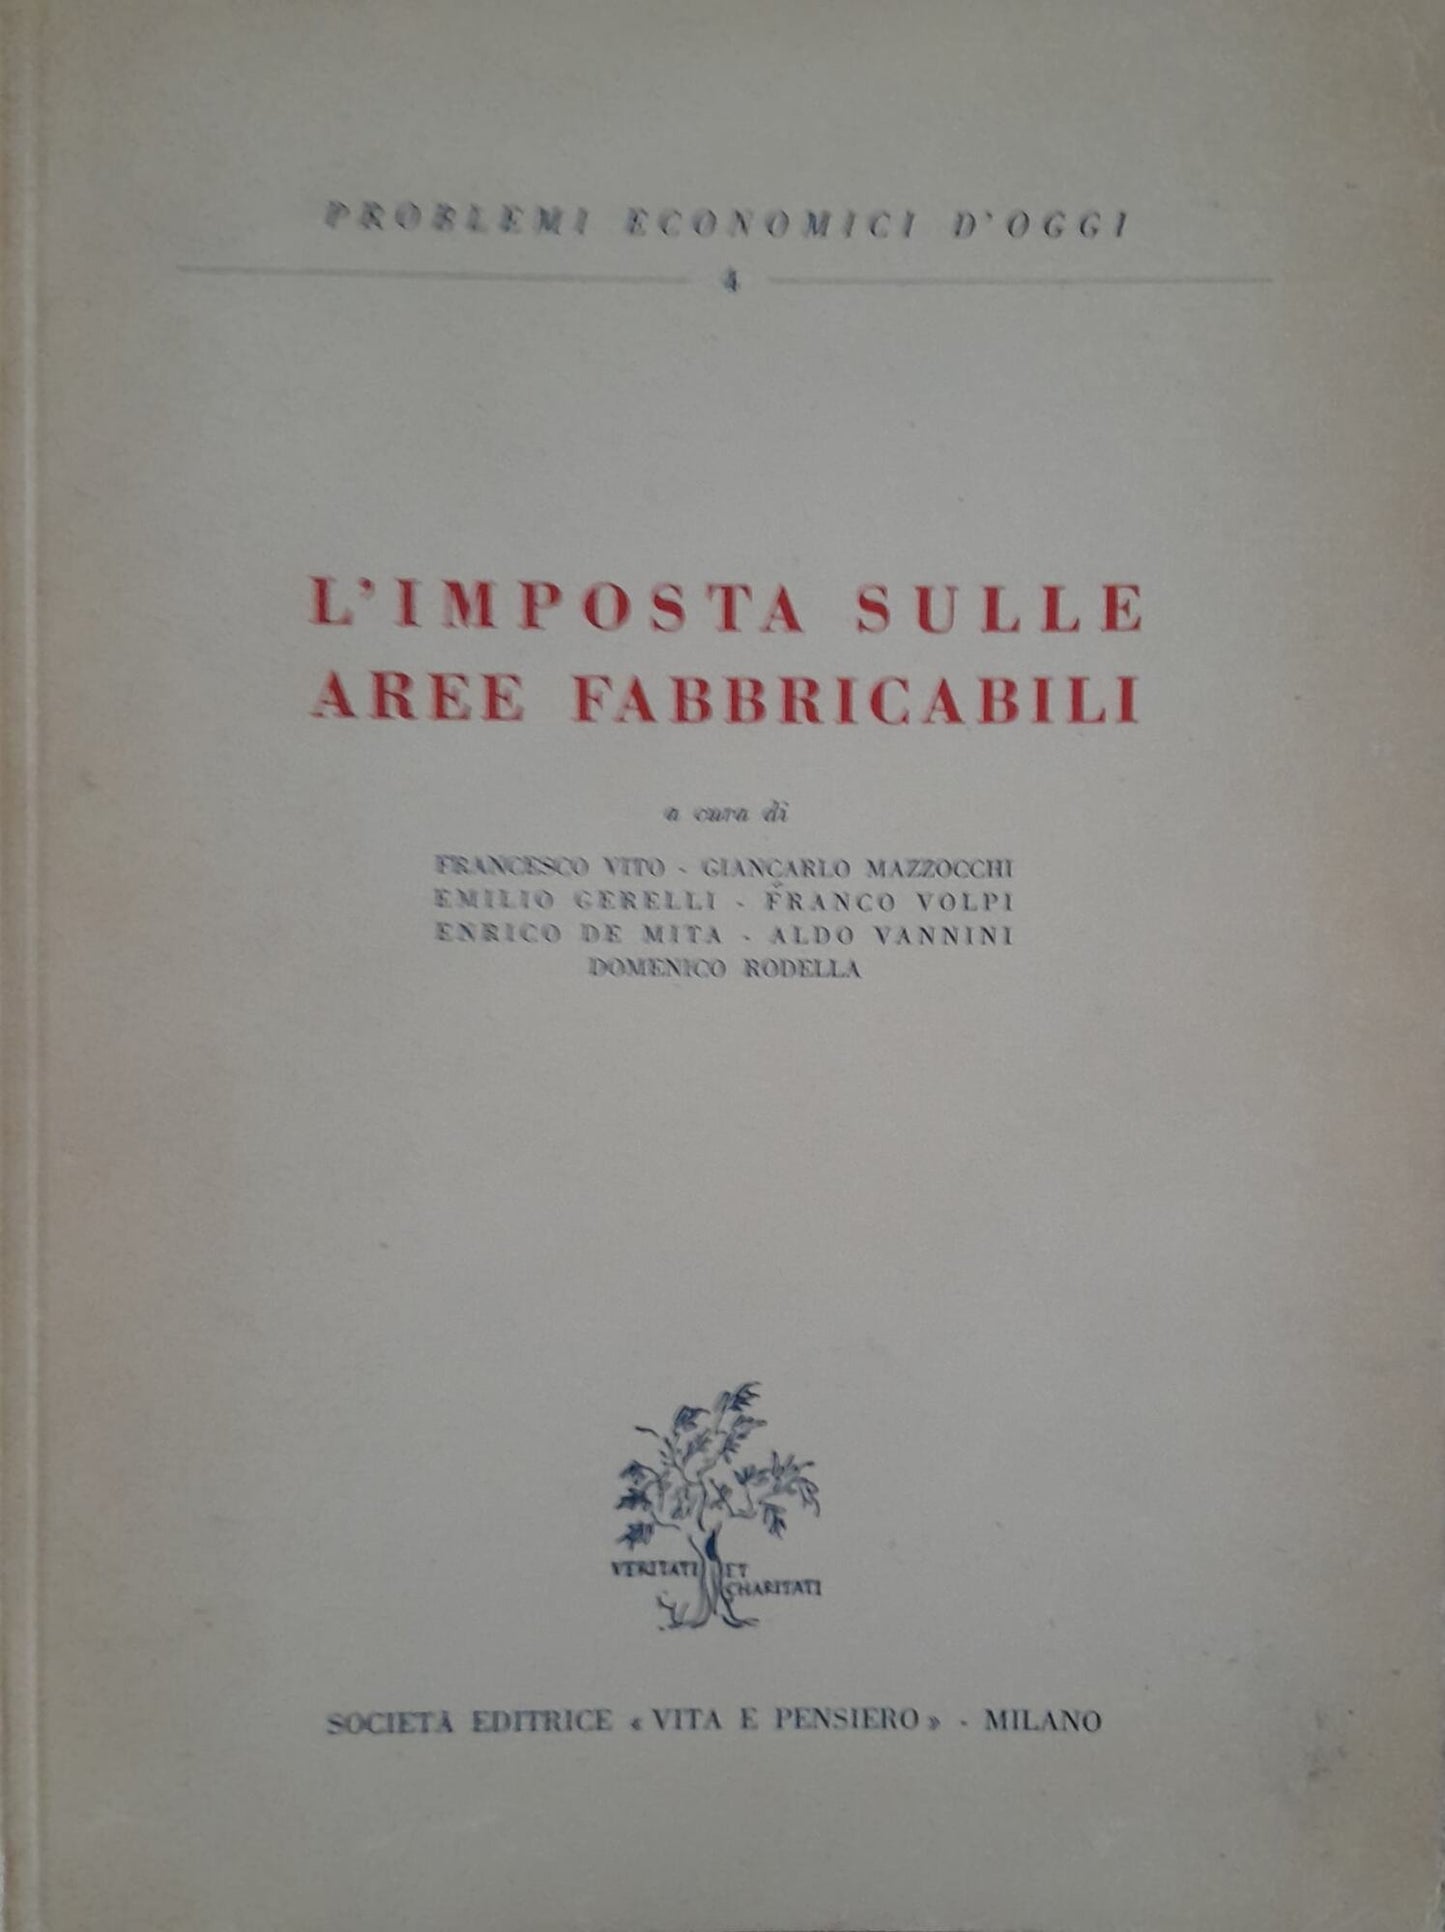 PROBLEMI ECONOMICI D'OGGI
4
L'IMPOSTA SULLE
AREE FABBRICABILI
a cura di
FRANCESCO VITO - GIANCARLO MAZZOCCHI
EMILIO GERELLI - FRANCO VOLPI
ENRICO DE MITA - ALDO VANNINI
DOMENICO RODELLA
VERITATI ET
CHARITATI
SOCIETÀ EDITRICE « VITA E PENSIERO » - MILANO